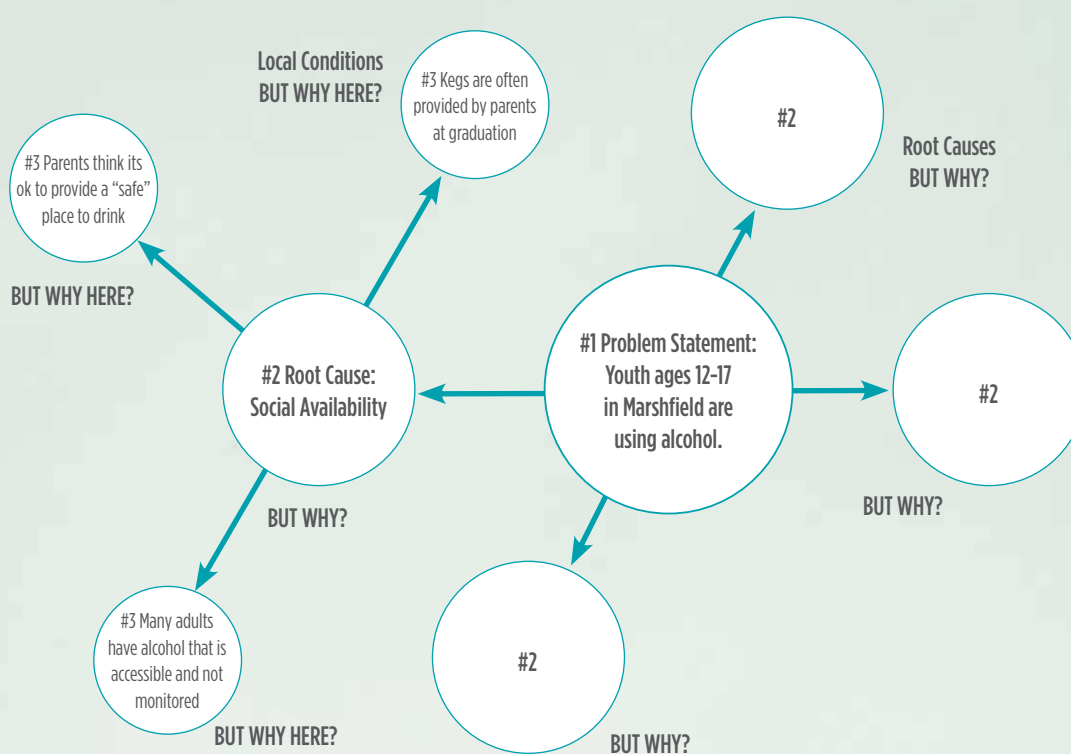 Local Conditions
BUT WHY HERE?
#3 Kegs are often
provided by parents
at graduation
#2
Root Causes
BUT WHY?
#3 Parents think its
ok to provide a “safe”
place to drink
BUT WHY HERE?
#2 Root Cause:
Social Availability
#1 Problem Statement:
Youth ages 12-17
in Marshfield are
using alcohol.
#2
BUT WHY?
BUT WHY?
#3 Many adults
have alcohol that is
accessible and not
monitored
BUT WHY HERE?
#2
BUT WHY?